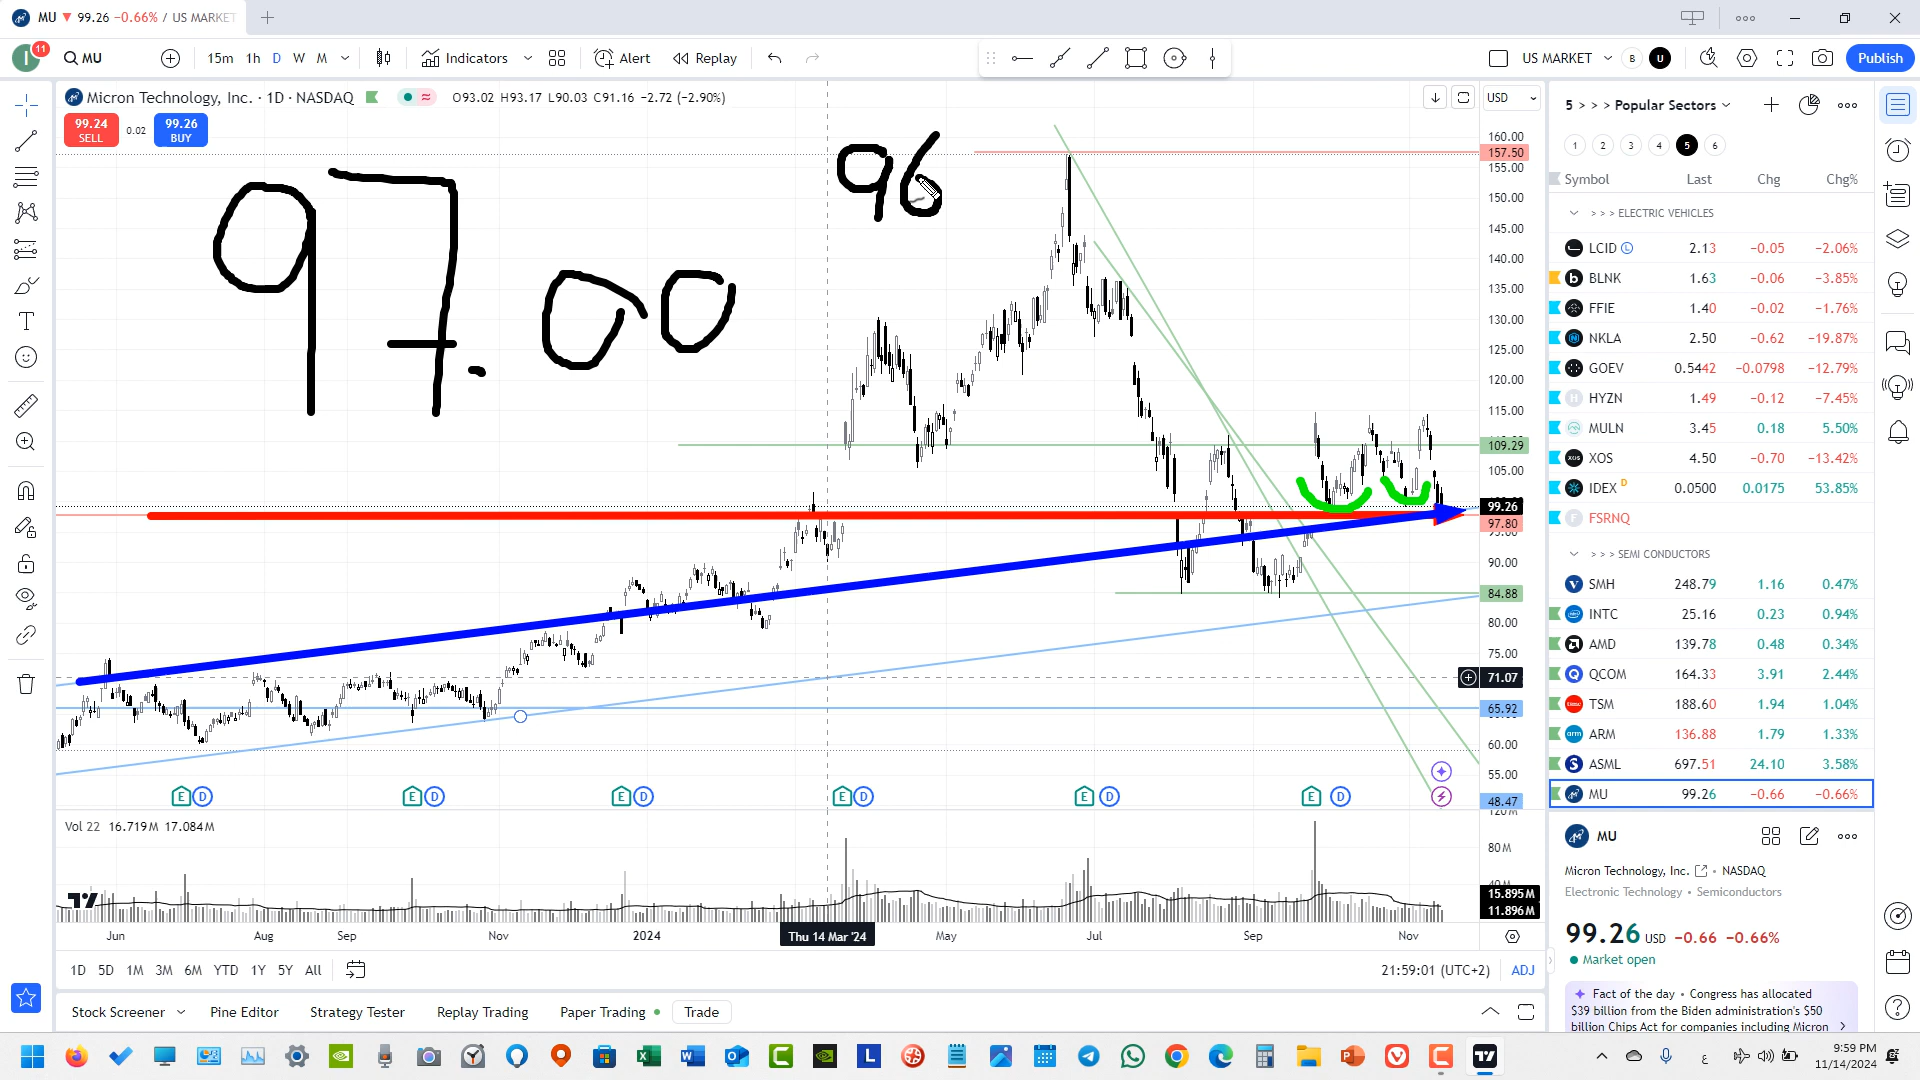 MU 99.26 −0.66% / US MARKET
11
MU 15m 1h D W M Indicators Alert Replay US MARKET B U Publish
Micron Technology, Inc. · 1D · NASDAQ O93.02 H93.17 L90.03 C91.16 −2.72 (−2.90%)
99.24 SELL 0.02 99.26 BUY
97.00
96
USD
160.00
157.50
155.00
150.00
145.00
140.00
135.00
130.00
125.00
120.00
115.00
109.29
105.00
99.26
97.80
90.00
84.88
80.00
75.00
71.07
65.92
60.00
55.00
48.47
E D E D E D E D E D E D
Vol 22 16.719M 17.084M
80M
15.895M
11.896M
Jun Aug Sep Nov 2024 Thu 14 Mar '24 May Jul Sep Nov
1D 5D 1M 3M 6M YTD 1Y 5Y All 21:59:01 (UTC+2) ADJ
Stock Screener Pine Editor Strategy Tester Replay Trading Paper Trading Trade
5 > > > Popular Sectors
1 2 3 4 5 6
Symbol Last Chg Chg%
> > > ELECTRIC VEHICLES
LCID 2.13 −0.05 −2.06%
BLNK 1.63 −0.06 −3.85%
FFIE 1.40 −0.02 −1.76%
NKLA 2.50 −0.62 −19.87%
GOEV 0.5442 −0.0798 −12.79%
HYZN 1.49 −0.12 −7.45%
MULN 3.45 0.18 5.50%
XOS 4.50 −0.70 −13.42%
IDEX D 0.0500 0.0175 53.85%
FSRNQ
> > > SEMI CONDUCTORS
SMH 248.79 1.16 0.47%
INTC 25.16 0.23 0.94%
AMD 139.78 0.48 0.34%
QCOM 164.33 3.91 2.44%
TSM 188.60 1.94 1.04%
ARM 136.88 1.79 1.33%
ASML 697.51 24.10 3.58%
MU 99.26 −0.66 −0.66%
MU
Micron Technology, Inc. • NASDAQ
Electronic Technology • Semiconductors
99.26 USD −0.66 −0.66%
Market open
Fact of the day • Congress has allocated
$39 billion from the Biden administration's $50
billion Chips Act for companies including Micron
9:59 PM
11/14/2024